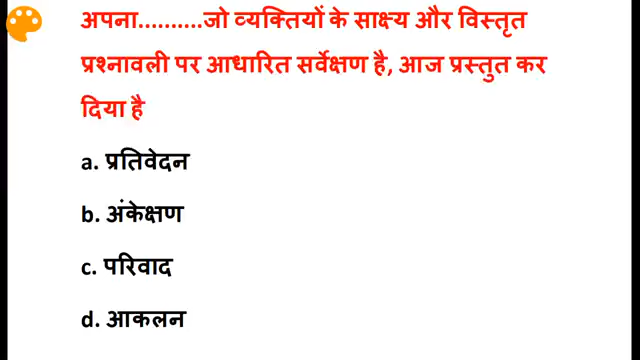 अपना..........जो व्यक्तियों के साक्ष्य और विस्तृत
प्रश्नावली पर आधारित सर्वेक्षण है, आज प्रस्तुत कर
दिया है
a. प्रतिवेदन
b. अंकेक्षण
c. परिवाद
d. आकलन